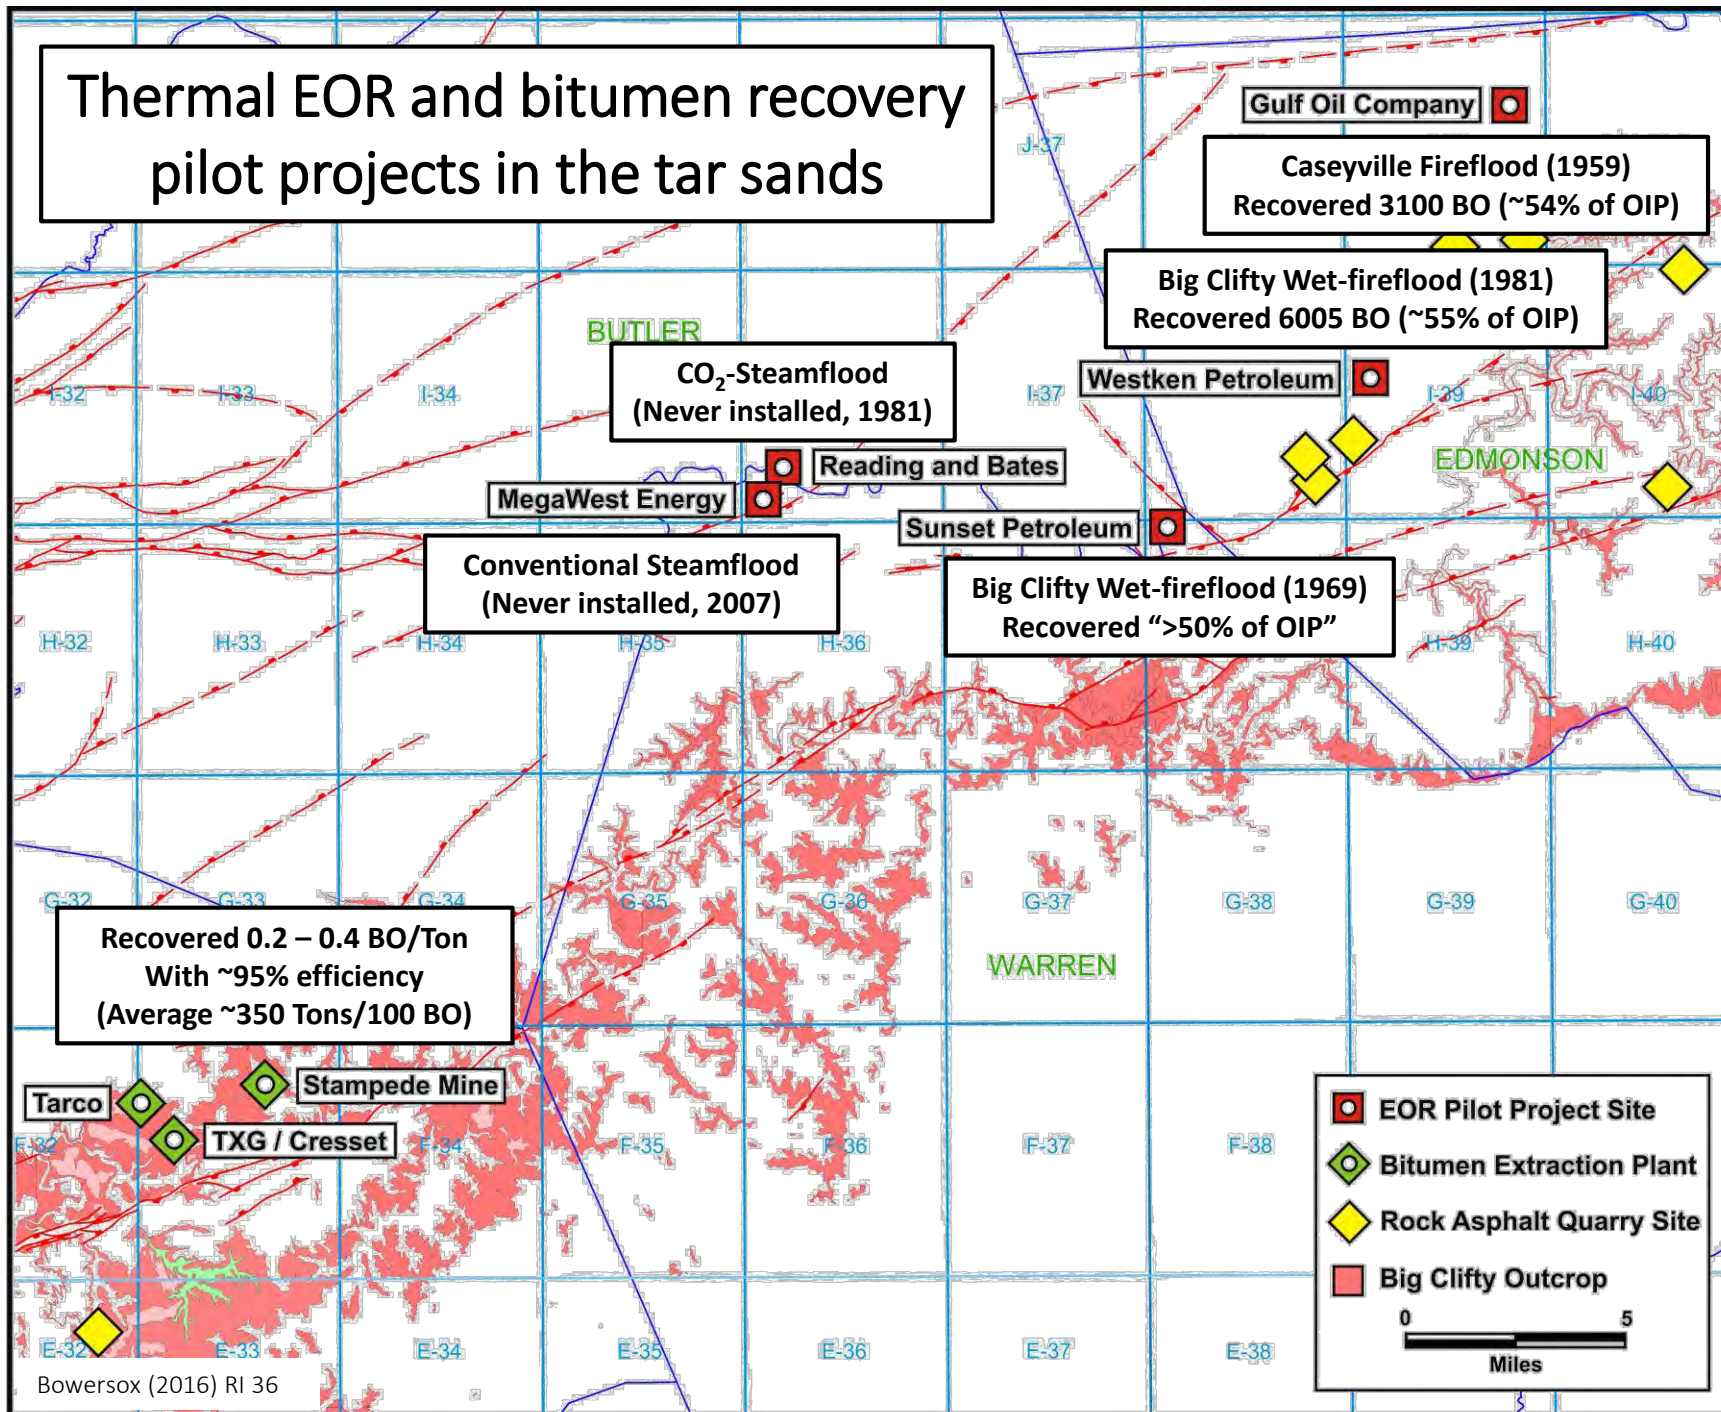 Thermal EOR and bitumen recovery
pilot projects in the tar sands
Gulf Oil Company
J-37
Caseyville Fireflood (1959)
Recovered 3100 BO (~54% of OIP)
Big Clifty Wet-fireflood (1981)
Recovered 6005 BO (~55% of OIP)
BUTLER
CO₂-Steamflood
(Never installed, 1981)
Westken Petroleum
I-32
I-33
I-34
I-37
I-39
I-40
EDMONSON
Reading and Bates
MegaWest Energy
Sunset Petroleum
Conventional Steamflood
(Never installed, 2007)
Big Clifty Wet-fireflood (1969)
Recovered “>50% of OIP”
H-32
H-33
H-34
H-35
H-36
H-39
H-40
G-32
G-33
G-34
G-35
G-36
G-37
G-38
G-39
G-40
Recovered 0.2 – 0.4 BO/Ton
With ~95% efficiency
(Average ~350 Tons/100 BO)
WARREN
Stampede Mine
Tarco
TXG / Cresset
F-32
F-34
F-35
F-36
F-37
F-38
EOR Pilot Project Site
Bitumen Extraction Plant
Rock Asphalt Quarry Site
Big Clifty Outcrop
0 5
Miles
E-32
E-33
E-34
E-35
E-36
E-37
E-38
Bowersox (2016) RI 36